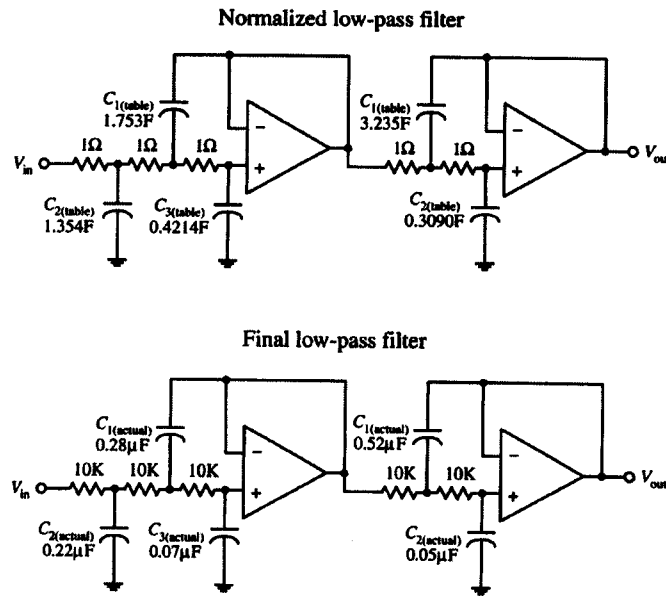 Normalized low-pass filter
C1(table)
1.753F
C1(table)
3.235F
1Ω 1Ω 1Ω
1Ω 1Ω
Vin
Vout
− +
− +
C2(table)
1.354F
C3(table)
0.4214F
C2(table)
0.3090F
Final low-pass filter
C1(actual)
0.28µF
C1(actual)
0.52µF
10K 10K 10K
10K 10K
Vin
Vout
− +
− +
C2(actual)
0.22µF
C3(actual)
0.07µF
C2(actual)
0.05µF